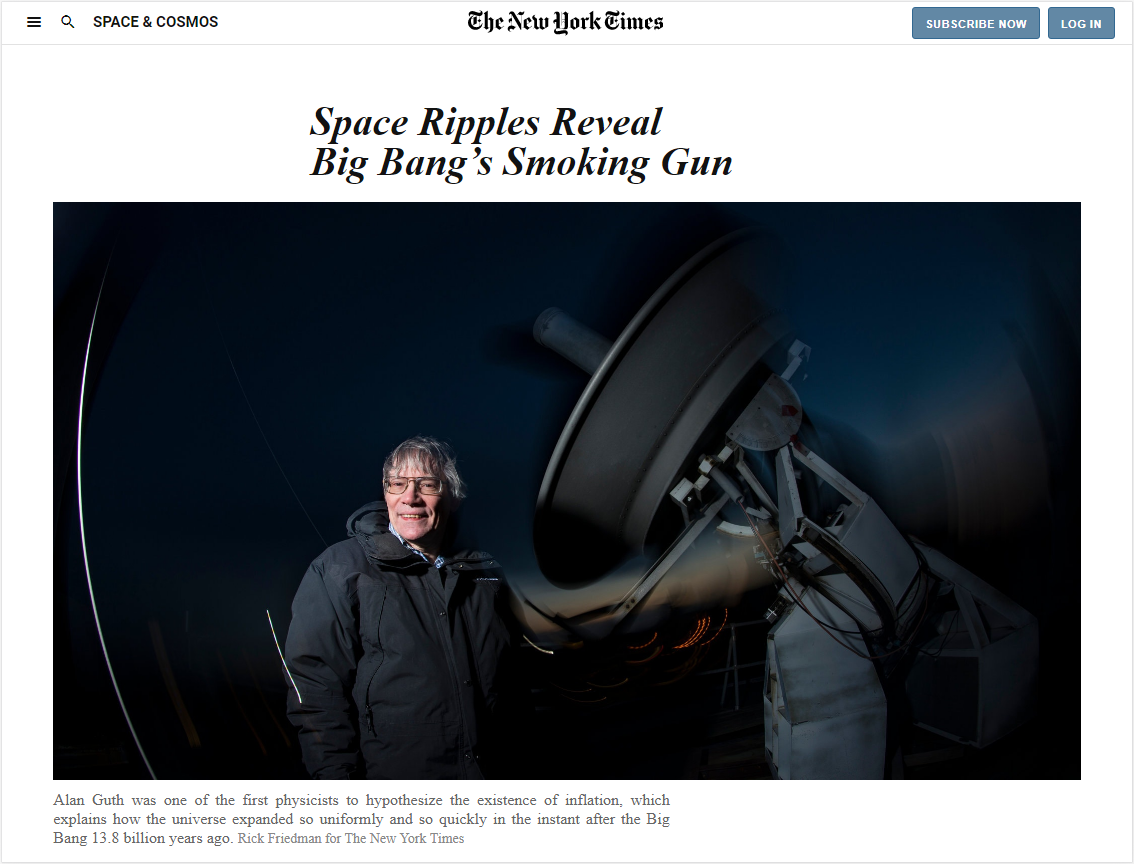 SPACE & COSMOS
The New York Times
SUBSCRIBE NOW
LOG IN
Space Ripples Reveal
Big Bang’s Smoking Gun
Alan Guth was one of the first physicists to hypothesize the existence of inflation, which
explains how the universe expanded so uniformly and so quickly in the instant after the Big
Bang 13.8 billion years ago. Rick Friedman for The New York Times